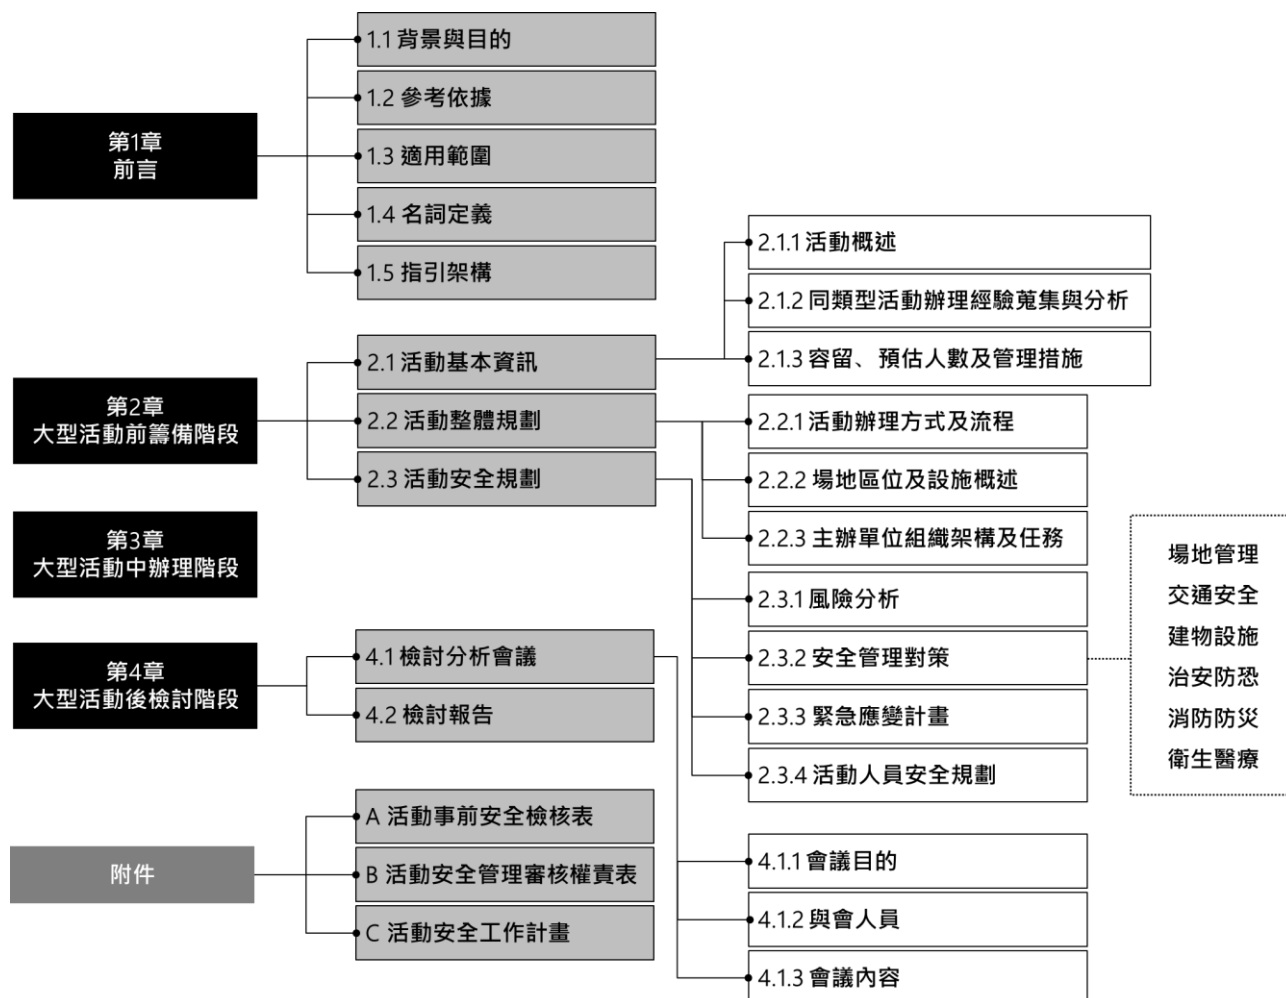 第1章
前言
1.1 背景與目的
1.2 參考依據
1.3 適用範圍
1.4 名詞定義
1.5 指引架構
第2章
大型活動前籌備階段
2.1 活動基本資訊
2.1.1 活動概述
2.1.2 同類型活動辦理經驗蒐集與分析
2.1.3 容留、預估人數及管理措施
2.2 活動整體規劃
2.2.1 活動辦理方式及流程
2.2.2 場地區位及設施概述
2.2.3 主辦單位組織架構及任務
2.3 活動安全規劃
2.3.1 風險分析
2.3.2 安全管理對策
場地管理
交通安全
建物設施
治安防恐
消防防災
衛生醫療
2.3.3 緊急應變計畫
2.3.4 活動人員安全規劃
第3章
大型活動中辦理階段
第4章
大型活動後檢討階段
4.1 檢討分析會議
4.1.1 會議目的
4.1.2 與會人員
4.1.3 會議內容
4.2 檢討報告
附件
A 活動事前安全檢核表
B 活動安全管理審核權責表
C 活動安全工作計畫